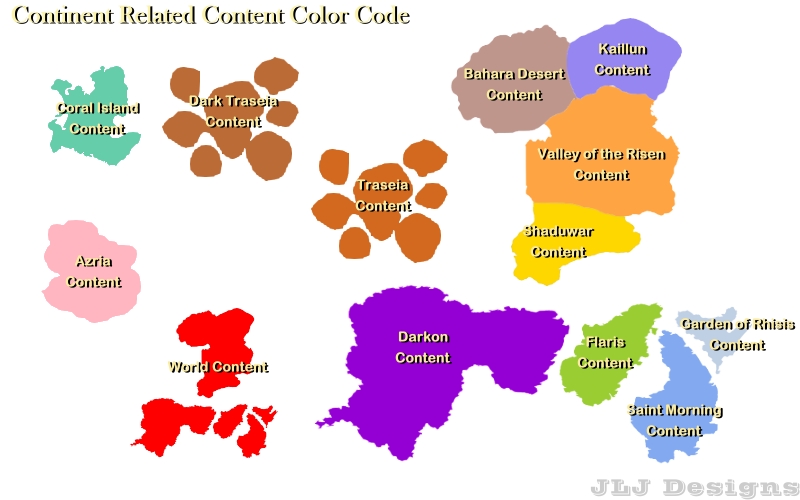 Continent Related Content Color Code
Kaillun
Content
Bahara Desert
Content
Coral Island
Content
Dark Traseia
Content
Valley of the Risen
Content
Traseia
Content
Shaduwar
Content
Azria
Content
World Content
Darkon
Content
Flaris
Content
Garden of Rhisis
Content
Saint Morning
Content
JLJ Designs